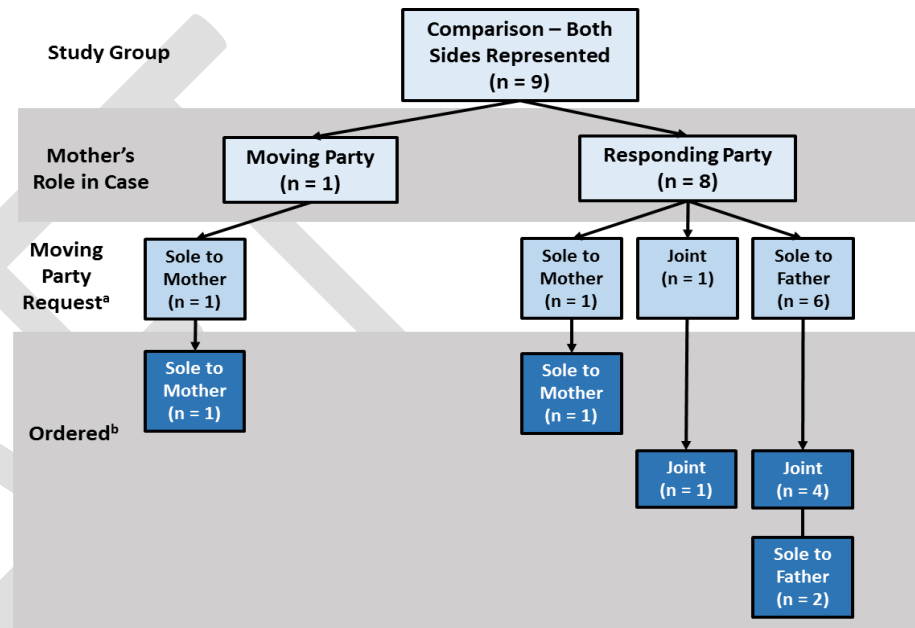 Study Group
Comparison – Both
Sides Represented
(n = 9)
Mother's
Role in Case
Moving Party
(n = 1)
Responding Party
(n = 8)
Moving
Party
Requestᵃ
Sole to
Mother
(n = 1)
Sole to
Mother
(n = 1)
Joint
(n = 1)
Sole to
Father
(n = 6)
Orderedᵇ
Sole to
Mother
(n = 1)
Sole to
Mother
(n = 1)
Joint
(n = 1)
Joint
(n = 4)
Sole to
Father
(n = 2)